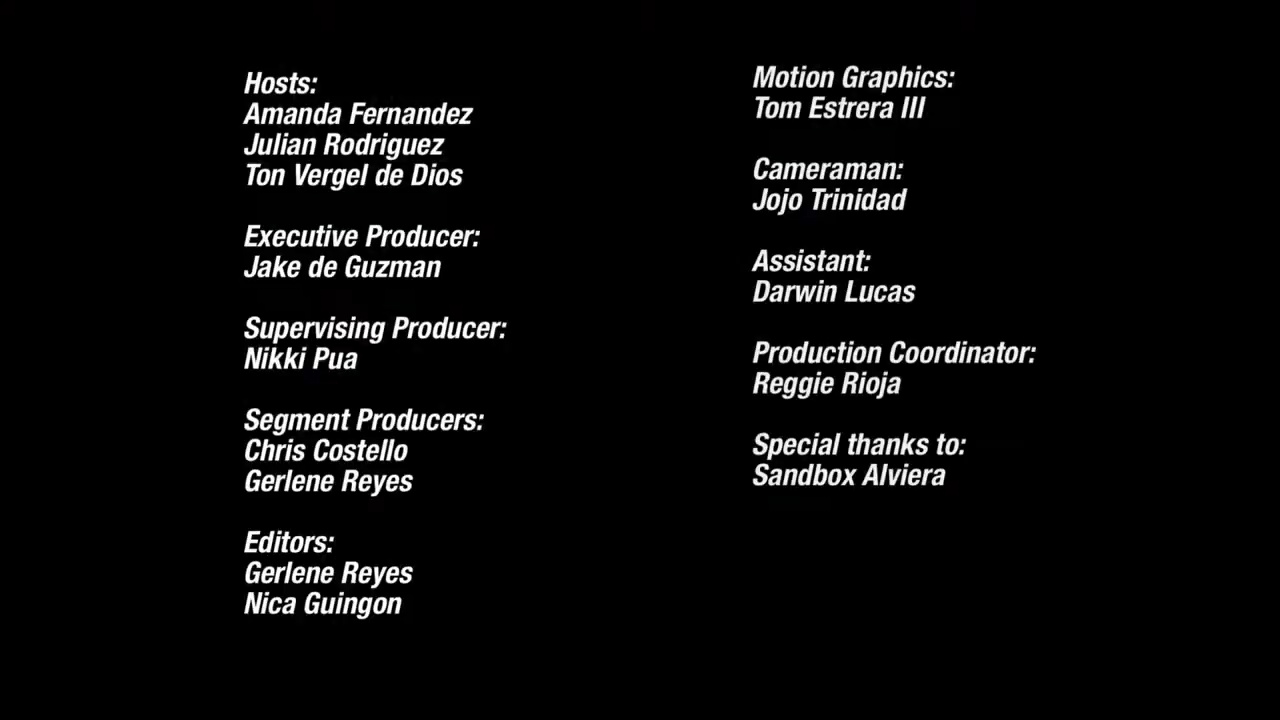 Hosts:
Amanda Fernandez
Julian Rodriguez
Ton Vergel de Dios
Executive Producer:
Jake de Guzman
Supervising Producer:
Nikki Pua
Segment Producers:
Chris Costello
Gerlene Reyes
Editors:
Gerlene Reyes
Nica Guingon
Motion Graphics:
Tom Estrera III
Cameraman:
Jojo Trinidad
Assistant:
Darwin Lucas
Production Coordinator:
Reggie Rioja
Special thanks to:
Sandbox Alviera